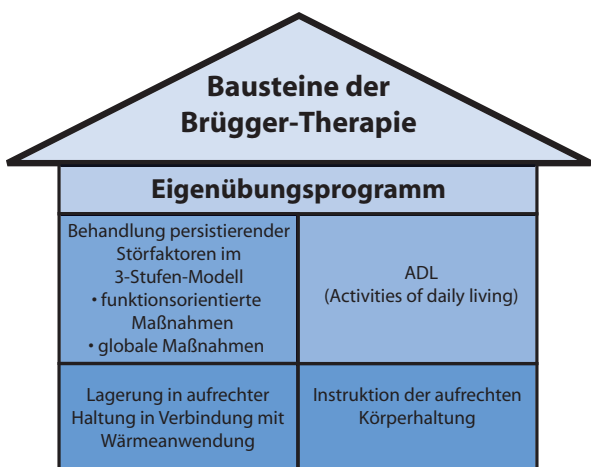 Bausteine der
Brügger-Therapie
Eigenübungsprogramm
Behandlung persistierender
Störfaktoren im
3-Stufen-Modell
• funktionsorientierte
Maßnahmen
• globale Maßnahmen
ADL
(Activities of daily living)
Lagerung in aufrechter
Haltung in Verbindung mit
Wärmeanwendung
Instruktion der aufrechten
Körperhaltung